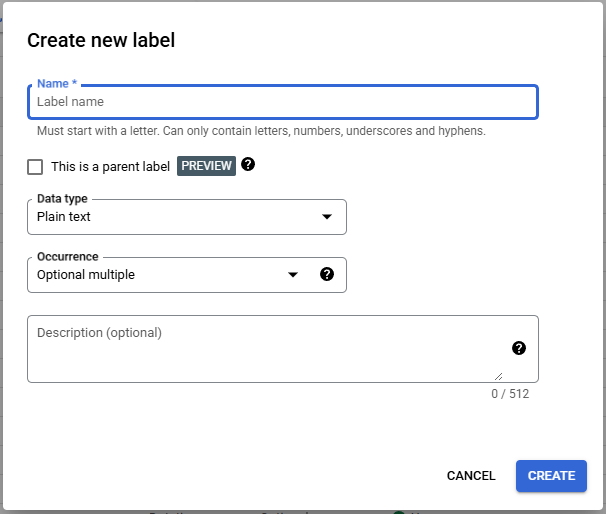 Create new label
Name *
Label name
Must start with a letter. Can only contain letters, numbers, underscores and hyphens.
This is a parent label PREVIEW
Data type
Plain text
Occurrence
Optional multiple
Description (optional)
0 / 512
CANCEL CREATE